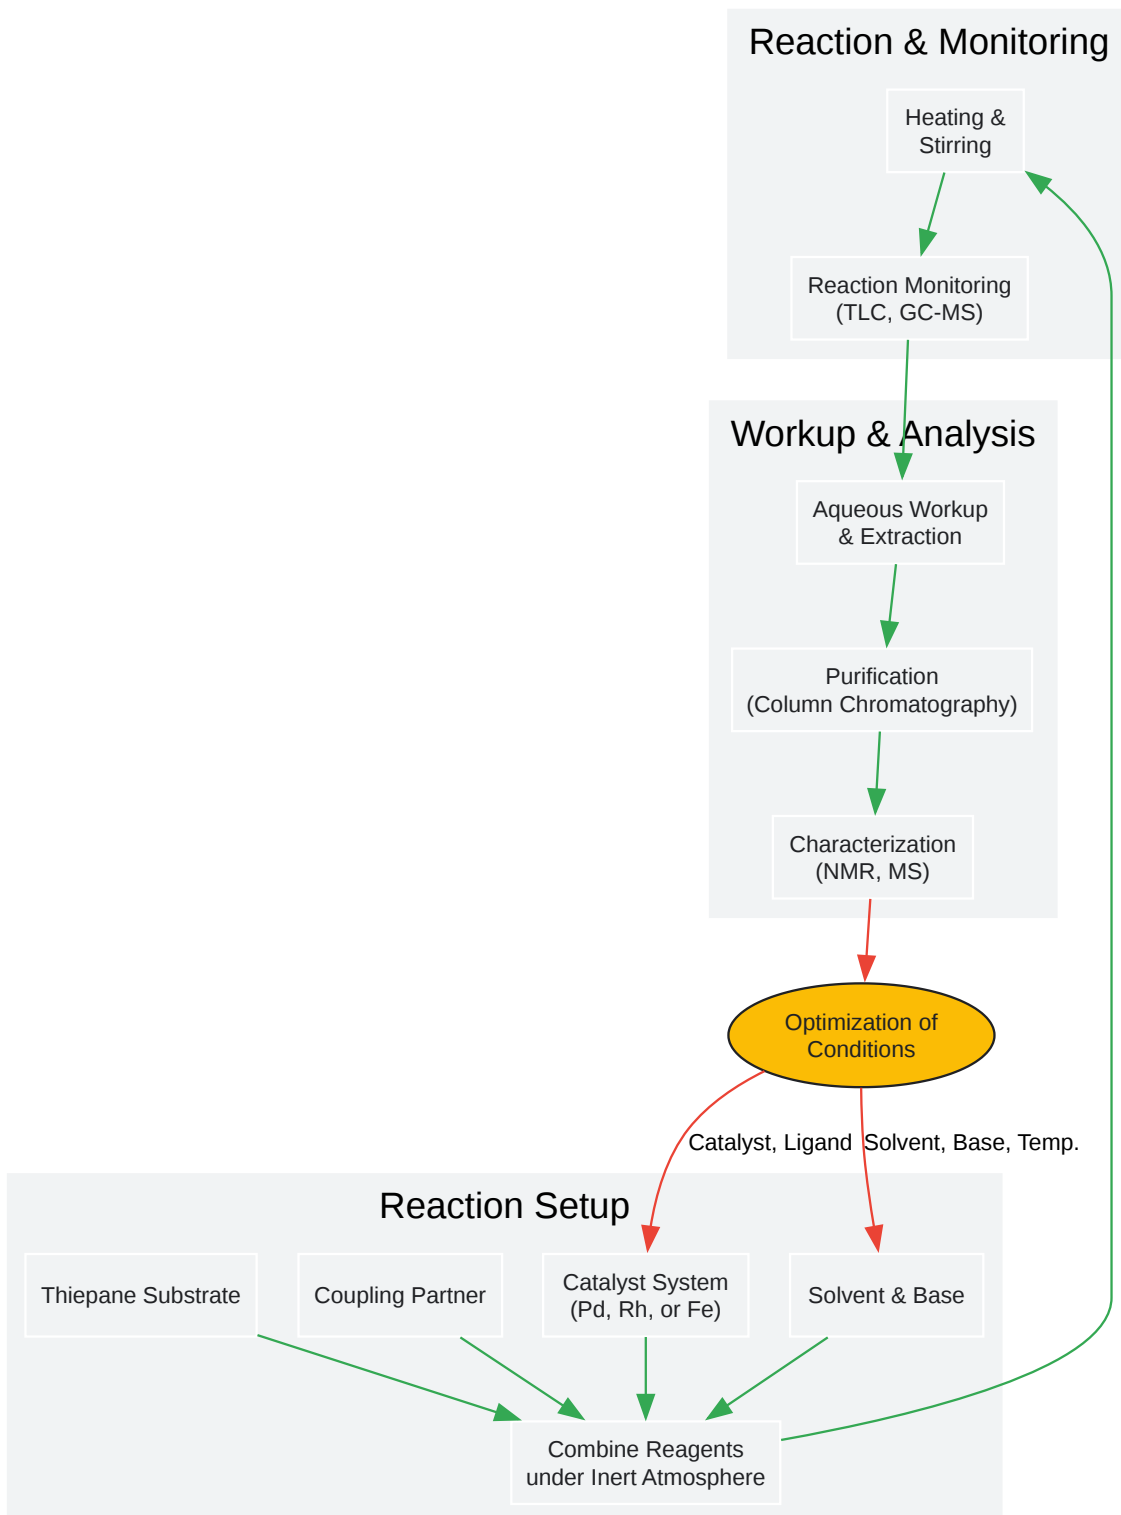 Reaction & Monitoring
Heating &
Stirring
Reaction Monitoring
(TLC, GC-MS)
Workup & Analysis
Aqueous Workup
& Extraction
Purification
(Column Chromatography)
Characterization
(NMR, MS)
Optimization of
Conditions
Catalyst, Ligand
Solvent, Base, Temp.
Reaction Setup
Thiepane Substrate
Coupling Partner
Catalyst System
(Pd, Rh, or Fe)
Solvent & Base
Combine Reagents
under Inert Atmosphere